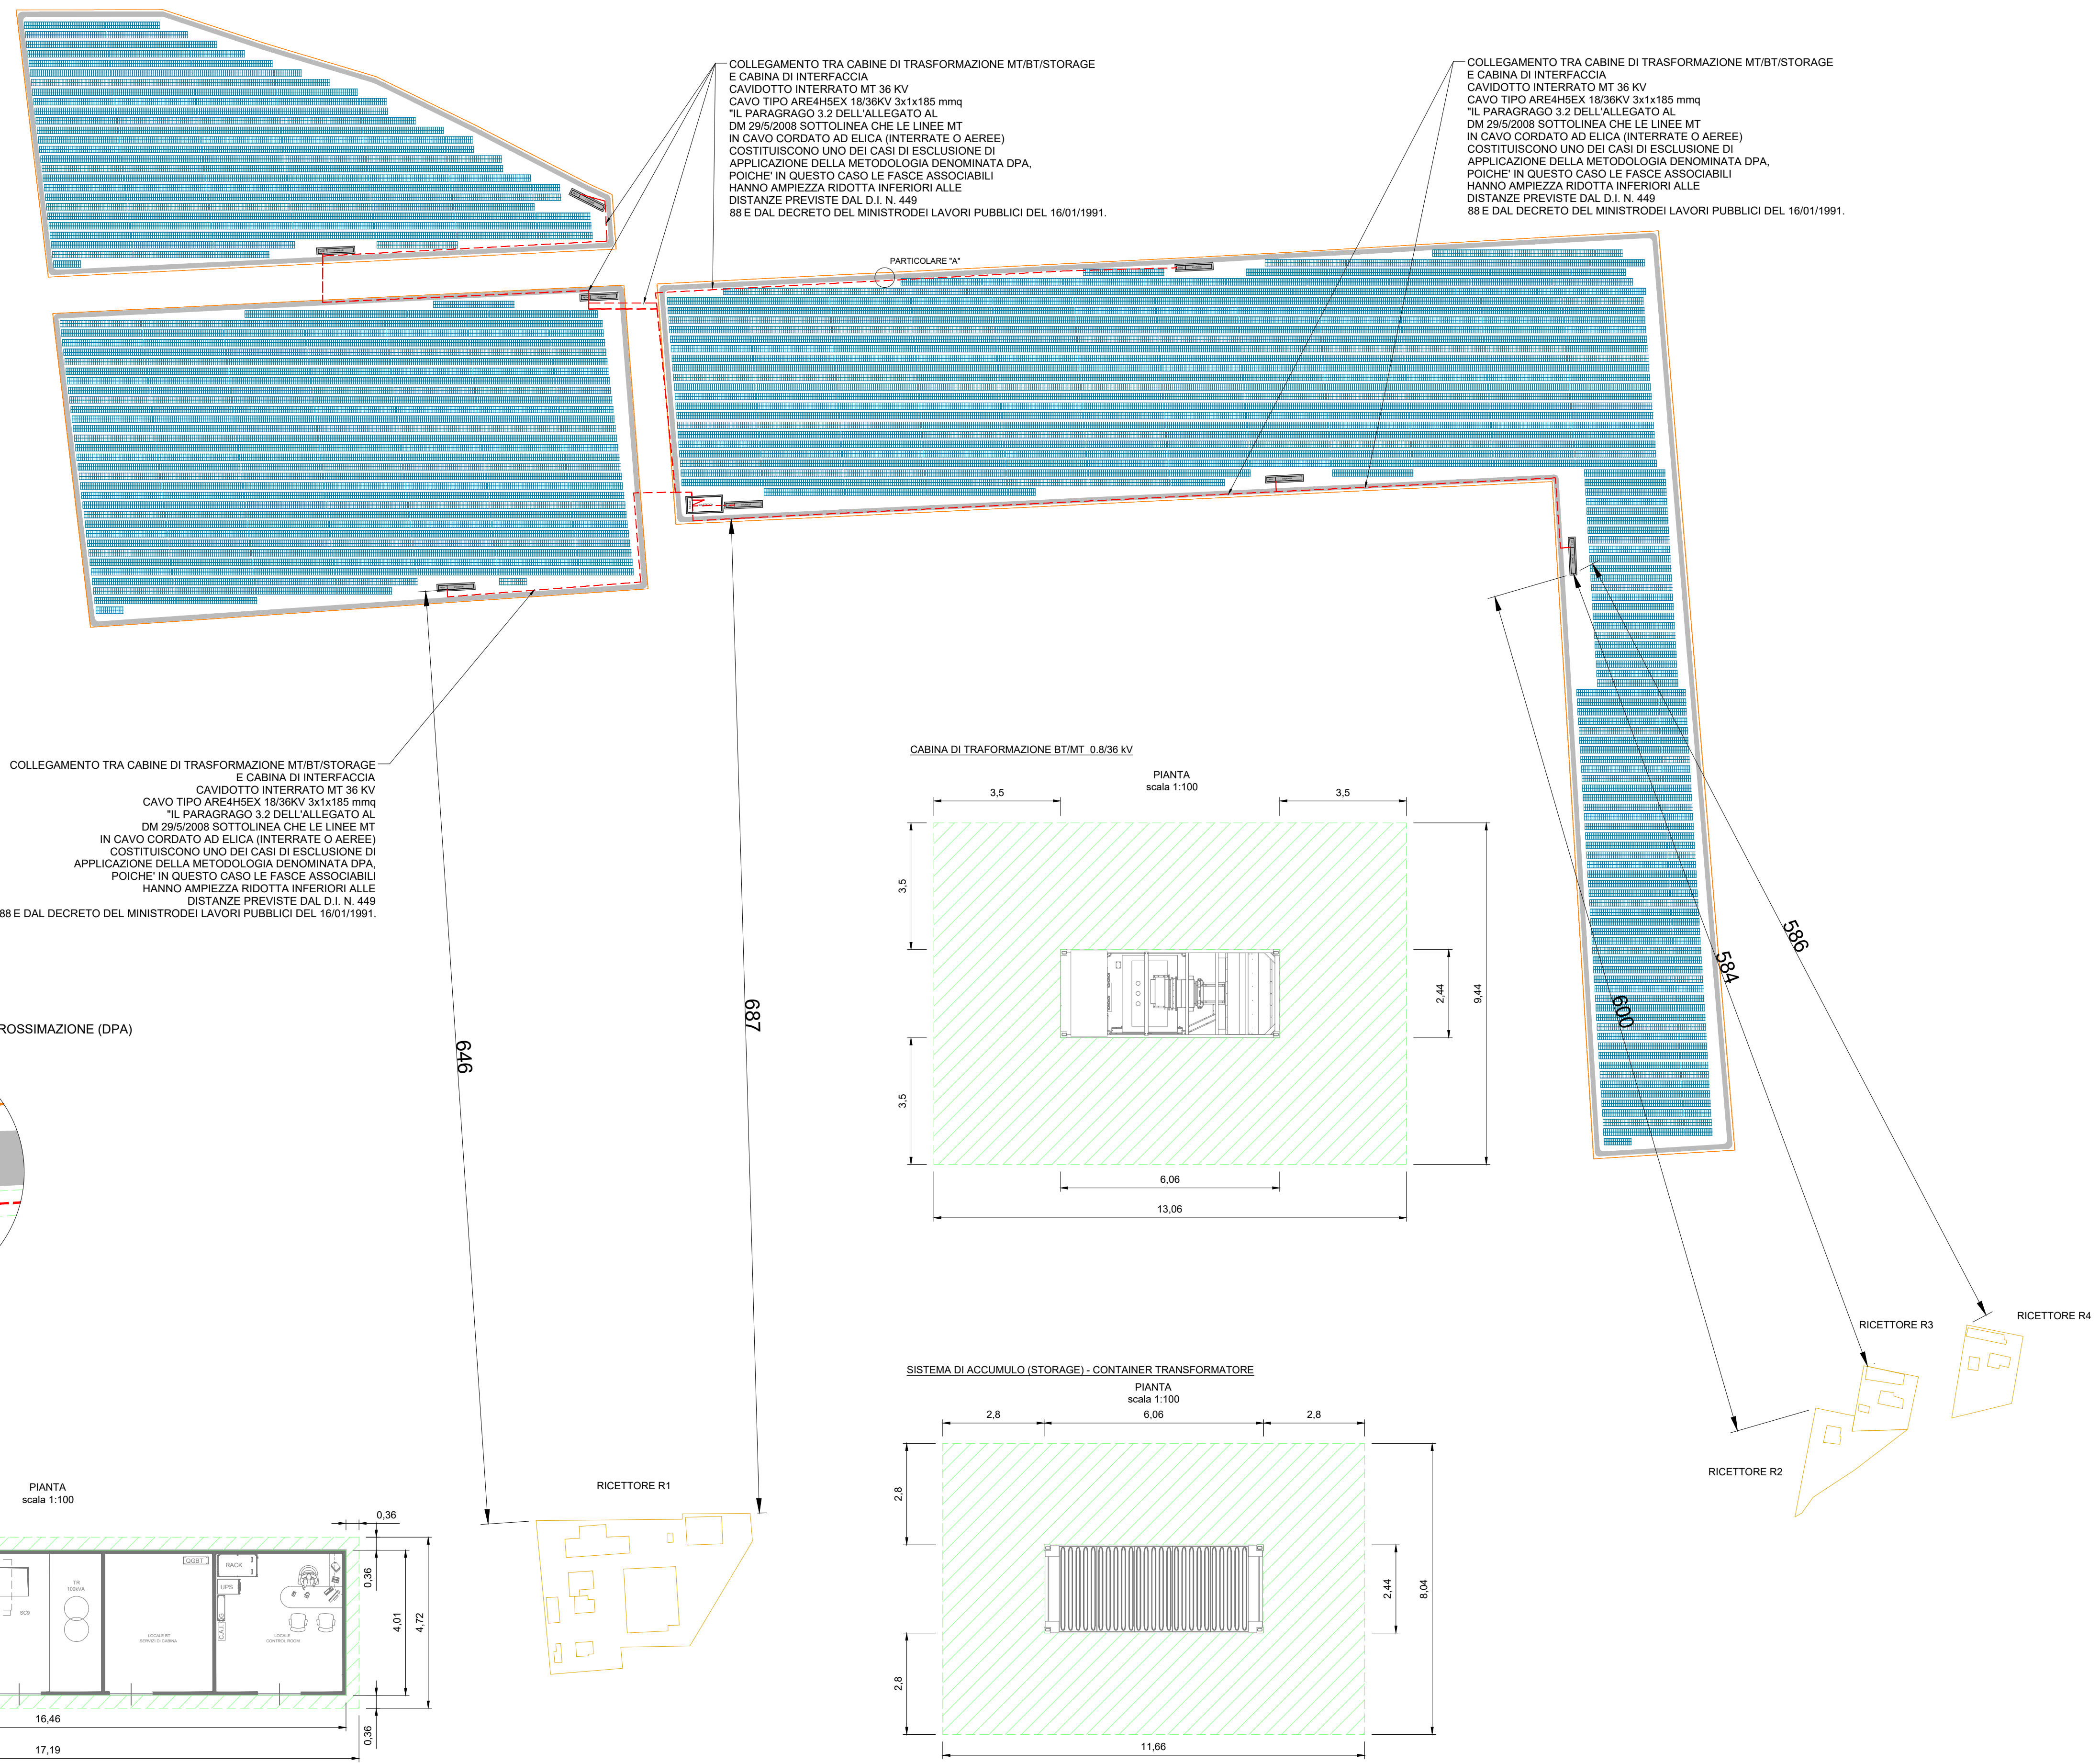 COLLEGAMENTO TRA CABINE DI TRASFORMAZIONE MT/BT/STORAGE
E CABINA DI INTERFACCIA
CAVIDOTTO INTERRATO MT 36 KV
CAVO TIPO ARE4H5EX 18/36KV 3x1x185 mmq
"IL PARAGRAGO 3.2 DELL'ALLEGATO AL
DM 29/5/2008 SOTTOLINEA CHE LE LINEE MT
IN CAVO CORDATO AD ELICA (INTERRATE O AEREE)
COSTITUISCONO UNO DEI CASI DI ESCLUSIONE DI
APPLICAZIONE DELLA METODOLOGIA DENOMINATA DPA,
POICHE' IN QUESTO CASO LE FASCE ASSOCIABILI
HANNO AMPIEZZA RIDOTTA INFERIORI ALLE
DISTANZE PREVISTE DAL D.I. N. 449
88 E DAL DECRETO DEL MINISTRODEI LAVORI PUBBLICI DEL 16/01/1991.
COLLEGAMENTO TRA CABINE DI TRASFORMAZIONE MT/BT/STORAGE
E CABINA DI INTERFACCIA
CAVIDOTTO INTERRATO MT 36 KV
CAVO TIPO ARE4H5EX 18/36KV 3x1x185 mmq
"IL PARAGRAGO 3.2 DELL'ALLEGATO AL
DM 29/5/2008 SOTTOLINEA CHE LE LINEE MT
IN CAVO CORDATO AD ELICA (INTERRATE O AEREE)
COSTITUISCONO UNO DEI CASI DI ESCLUSIONE DI
APPLICAZIONE DELLA METODOLOGIA DENOMINATA DPA,
POICHE' IN QUESTO CASO LE FASCE ASSOCIABILI
HANNO AMPIEZZA RIDOTTA INFERIORI ALLE
DISTANZE PREVISTE DAL D.I. N. 449
88 E DAL DECRETO DEL MINISTRODEI LAVORI PUBBLICI DEL 16/01/1991.
PARTICOLARE "A"
COLLEGAMENTO TRA CABINE DI TRASFORMAZIONE MT/BT/STORAGE
E CABINA DI INTERFACCIA
CAVIDOTTO INTERRATO MT 36 KV
CAVO TIPO ARE4H5EX 18/36KV 3x1x185 mmq
"IL PARAGRAGO 3.2 DELL'ALLEGATO AL
DM 29/5/2008 SOTTOLINEA CHE LE LINEE MT
IN CAVO CORDATO AD ELICA (INTERRATE O AEREE)
COSTITUISCONO UNO DEI CASI DI ESCLUSIONE DI
APPLICAZIONE DELLA METODOLOGIA DENOMINATA DPA,
POICHE' IN QUESTO CASO LE FASCE ASSOCIABILI
HANNO AMPIEZZA RIDOTTA INFERIORI ALLE
DISTANZE PREVISTE DAL D.I. N. 449
88 E DAL DECRETO DEL MINISTRODEI LAVORI PUBBLICI DEL 16/01/1991.
CABINA DI TRAFORMAZIONE BT/MT 0.8/36 kV
PIANTA
scala 1:100
3,5
3,5
3,5
2,44
9,44
3,5
6,06
13,06
646
687
600
584
586
ROSSIMAZIONE (DPA)
RICETTORE R4
RICETTORE R3
RICETTORE R2
RICETTORE R1
SISTEMA DI ACCUMULO (STORAGE) - CONTAINER TRANSFORMATORE
PIANTA
scala 1:100
2,8
6,06
2,8
2,8
2,44
8,04
2,8
11,66
PIANTA
scala 1:100
0,36
0,36
4,01
4,72
0,36
SCS
TR
100kVA
QGBT
RACK
UPS
LOCALE BT
SERVIZI DI CABINA
LOCALE
CONTROL ROOM
16,46
17,19